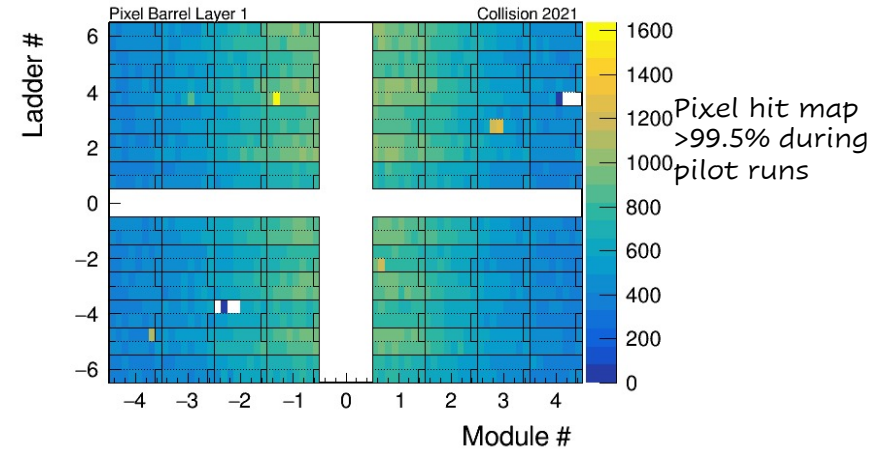 Pixel Barrel Layer 1 Collision 2021
Ladder #
6
4
2
0
−2
−4
−6
−4 −3 −2 −1 0 1 2 3 4
Module #
1600
1400
1200
1000
800
600
400
200
0
Pixel hit map
>99.5% during
pilot runs